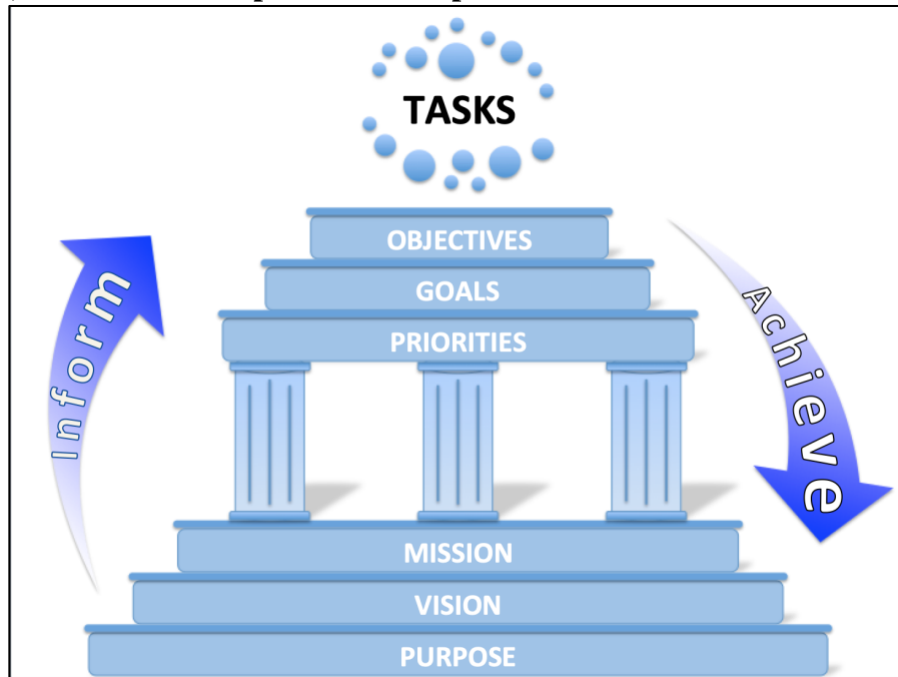 TASKS
OBJECTIVES
GOALS
PRIORITIES
Inform
Achieve
MISSION
VISION
PURPOSE